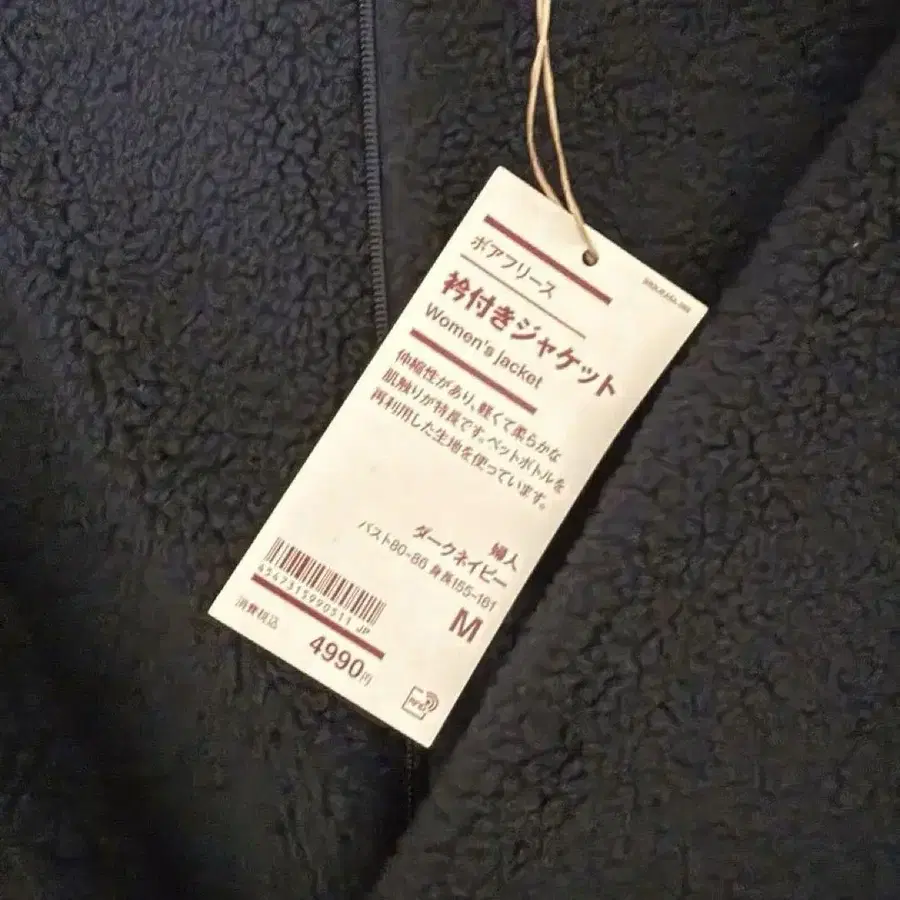 ボアフリース
衿付きジャケット
Women's jacket
伸縮性があり、軽くて柔らかな
肌触りが特長です。ペットボトルを
再利用した生地を使っています。
婦人
ダークネイビー
バスト80-86 身長155-161
M
4547315990511 JP
消費税込
4990円
RFID